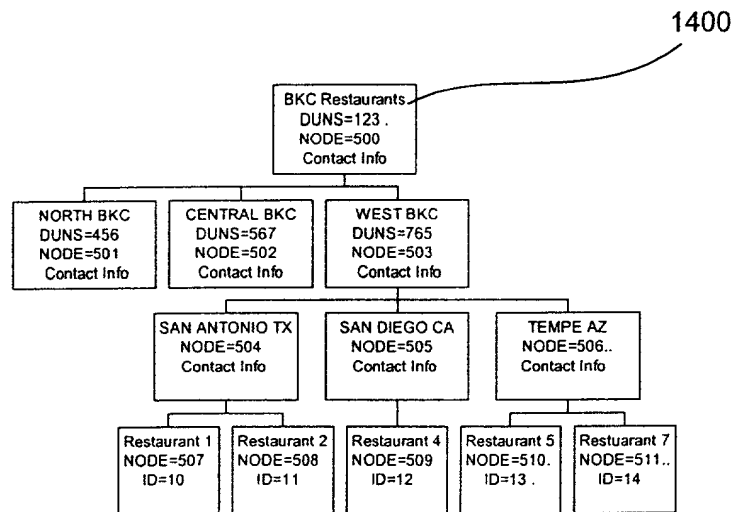 1400
BKC Restaurants
DUNS=123 .
NODE=500
Contact Info
NORTH BKC
DUNS=456
NODE=501
Contact Info
CENTRAL BKC
DUNS=567
NODE=502
Contact Info
WEST BKC
DUNS=765
NODE=503
Contact Info
SAN ANTONIO TX
NODE=504
Contact Info
SAN DIEGO CA
NODE=505
Contact Info
TEMPE AZ
NODE=506..
Contact Info
Restaurant 1
NODE=507
ID=10
Restaurant 2
NODE=508
ID=11
Restaurant 4
NODE=509
ID=12
Restaurant 5
NODE=510.
ID=13 .
Restuarant 7
NODE=511..
ID=14